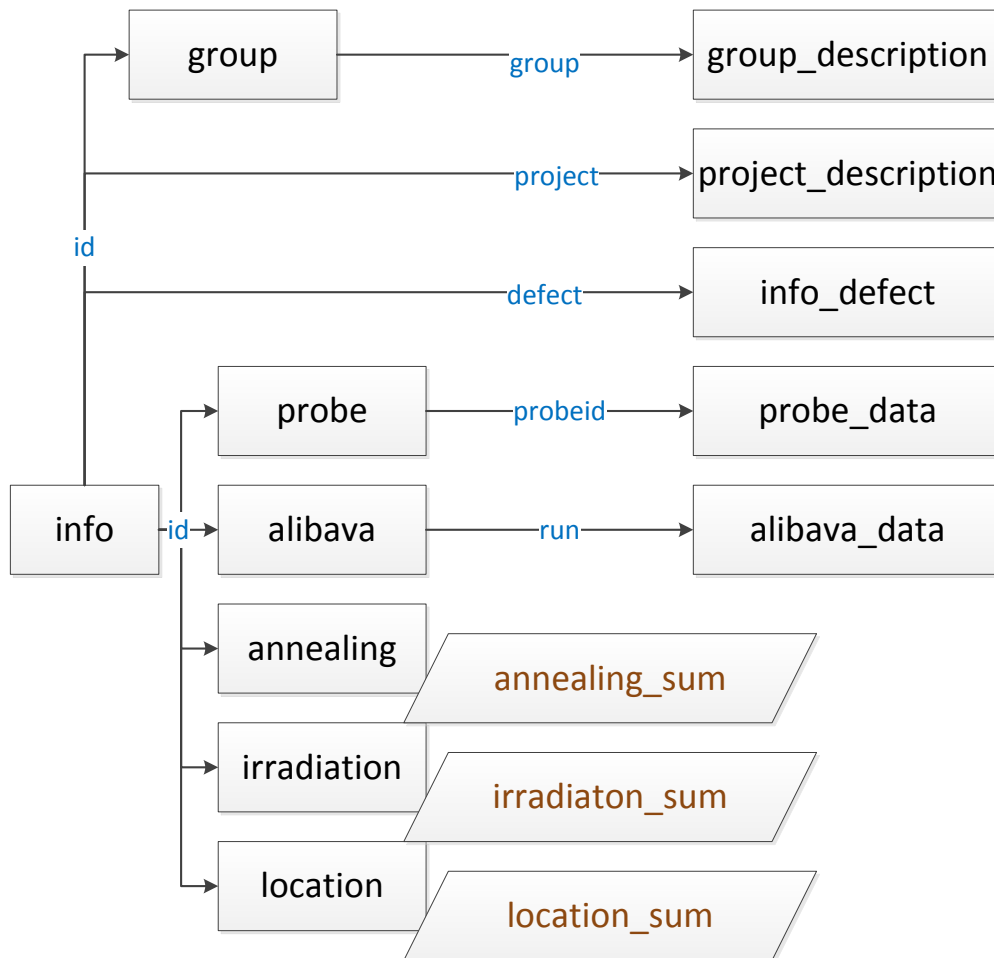 group
group
group_description
project
project_description
id
defect
info_defect
probe
probeid
probe_data
info
id
alibava
run
alibava_data
annealing
annealing_sum
irradiation
irradiaton_sum
location
location_sum